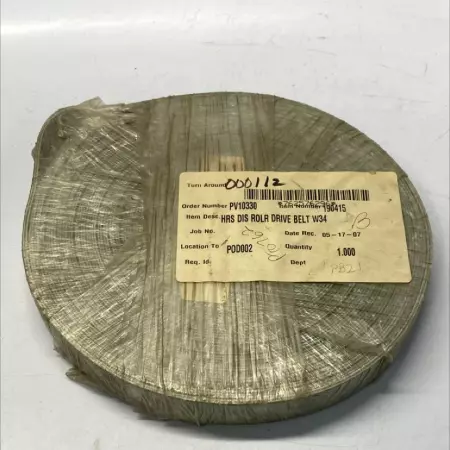 Turn Around 000112
Order Number PV10330 Item Number 196415
Item Desc. HRS DIS ROLR DRIVE BELT W34
Job No. Date Rec. 05-17-07
Location To POD002 Quantity 1.000
Req. Id. Dept